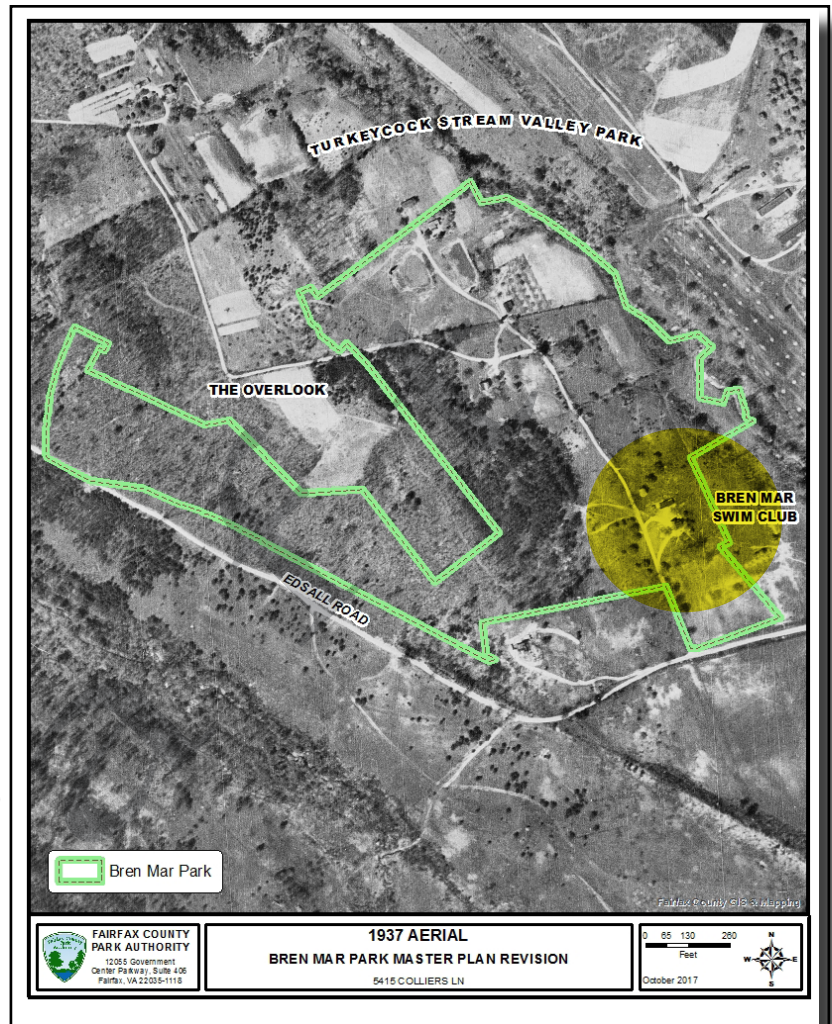 TURKEYCOCK STREAM VALLEY PARK
THE OVERLOOK
BREN MAR
SWIM CLUB
EDSALL ROAD
Bren Mar Park
Fairfax County GIS & Mapping
FAIRFAX COUNTY
PARK AUTHORITY
12055 Government
Center Parkway, Suite 406
Fairfax, VA 22035-1118
1937 AERIAL
BREN MAR PARK MASTER PLAN REVISION
5415 COLLIERS LN
0 65 130 260
Feet
October 2017
N
W E
S